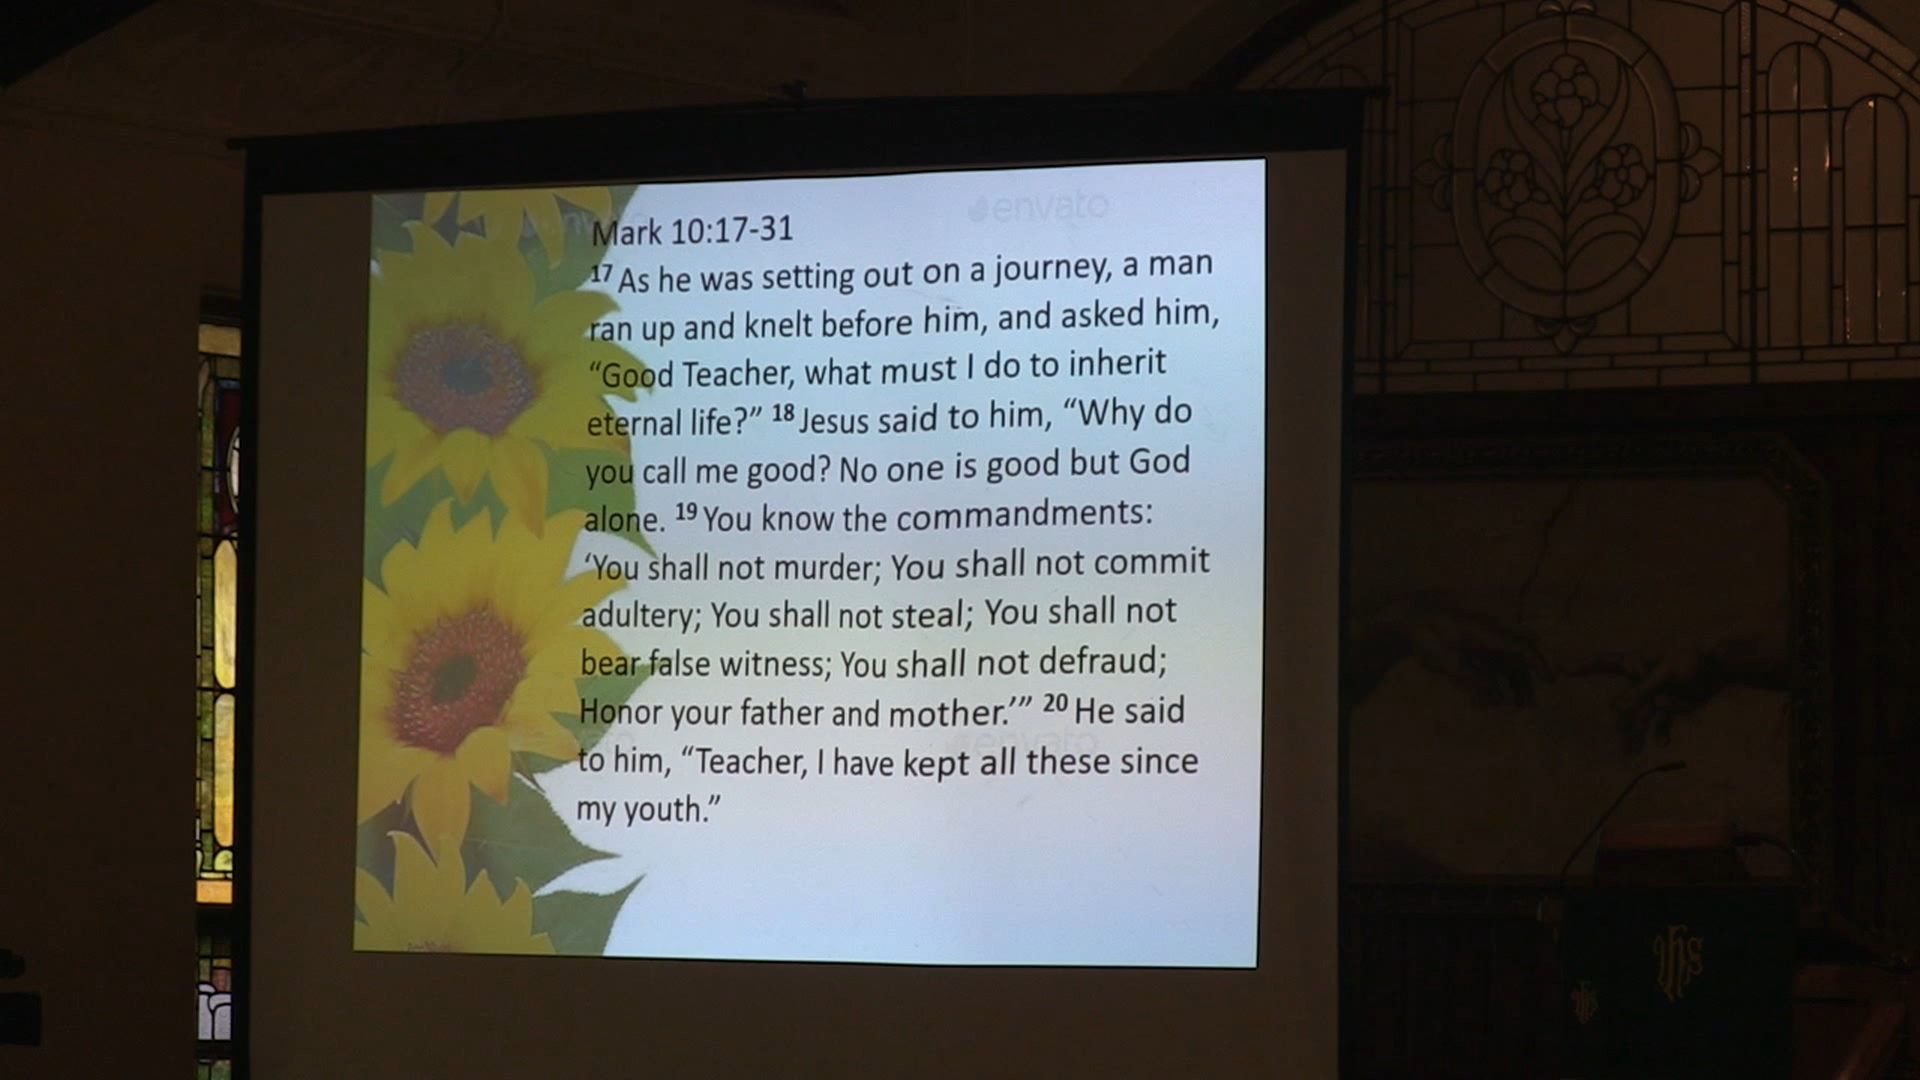 envato
Mark 10:17-31
17 As he was setting out on a journey, a man
ran up and knelt before him, and asked him,
“Good Teacher, what must I do to inherit
eternal life?” 18 Jesus said to him, “Why do
you call me good? No one is good but God
alone. 19 You know the commandments:
‘You shall not murder; You shall not commit
adultery; You shall not steal; You shall not
bear false witness; You shall not defraud;
Honor your father and mother.’” 20 He said
envato
to him, “Teacher, I have kept all these since
my youth.”
IHS
IHS